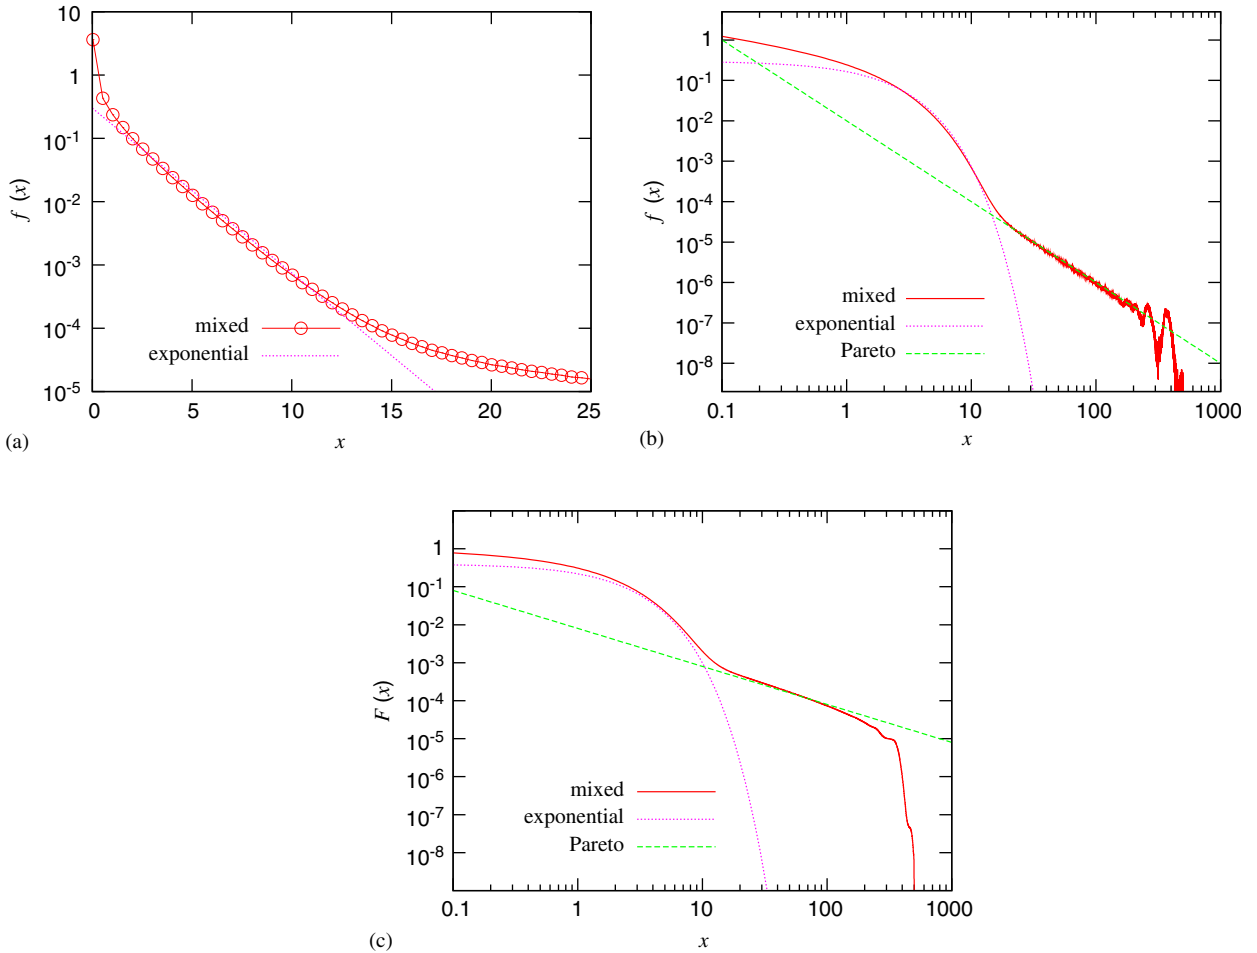 10
1
10-1
10-2
10-3
10-4
10-5
f (x)
mixed
exponential
0 5 10 15 20 25
x
(a)
1
10-1
10-2
10-3
10-4
10-5
10-6
10-7
10-8
f (x)
mixed
exponential
Pareto
0.1 1 10 100 1000
x
(b)
1
10-1
10-2
10-3
10-4
10-5
10-6
10-7
10-8
F (x)
mixed
exponential
Pareto
0.1 1 10 100 1000
x
(c)